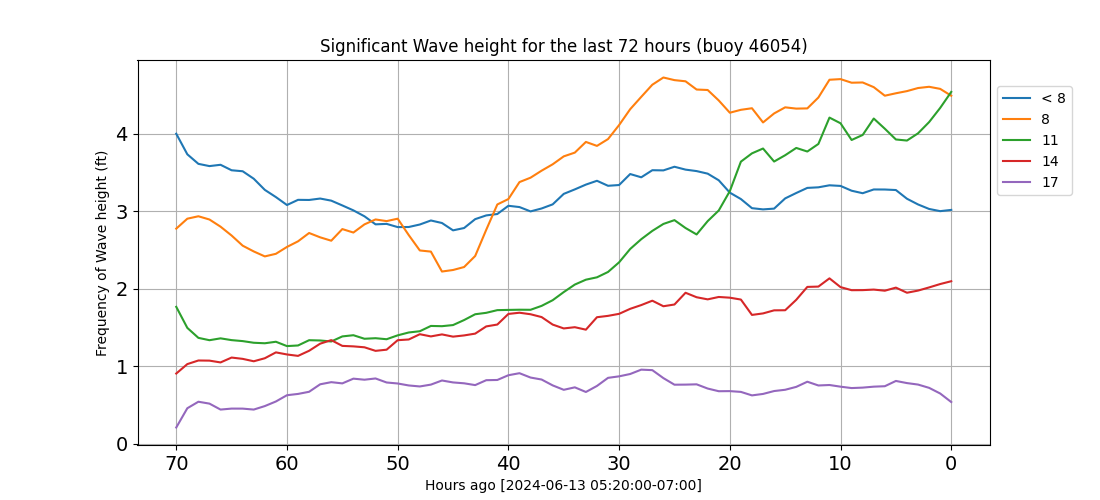 Significant Wave height for the last 72 hours (buoy 46054)
< 8
8
11
14
17
Frequency of Wave height (ft)
4
3
2
1
0
70 60 50 40 30 20 10 0
Hours ago [2024-06-13 05:20:00-07:00]